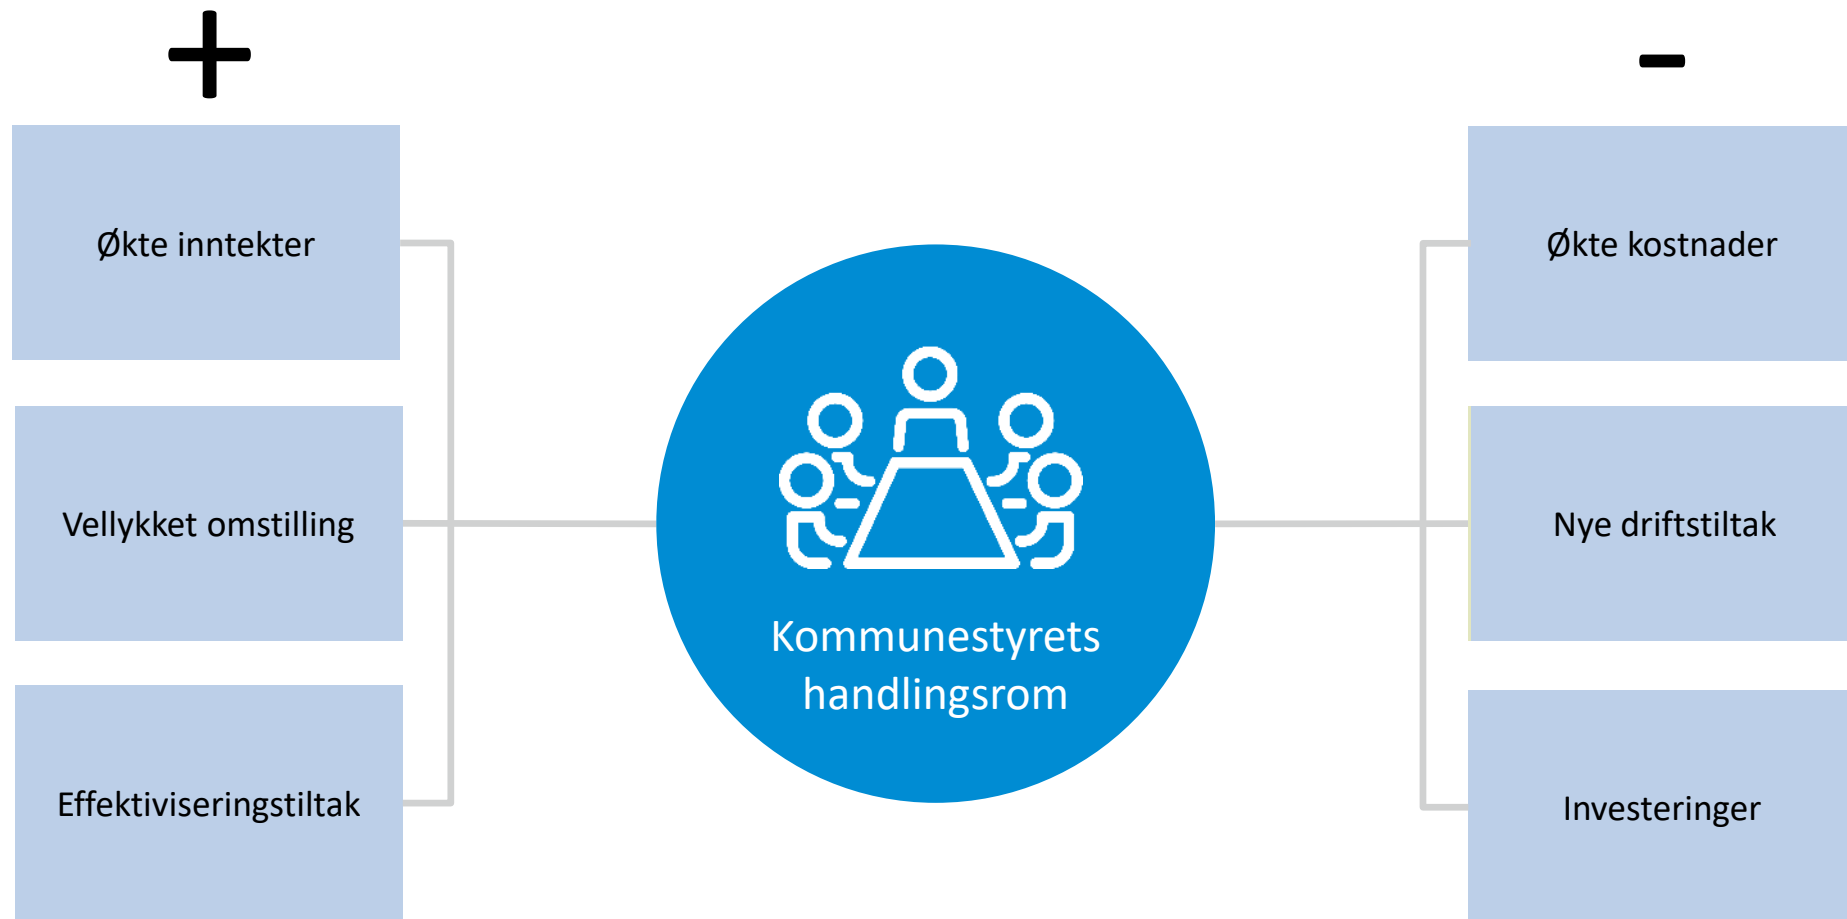 +
Økte inntekter
Vellykket omstilling
Effektiviseringstiltak
Kommunestyrets
handlingsrom
-
Økte kostnader
Nye driftstiltak
Investeringer